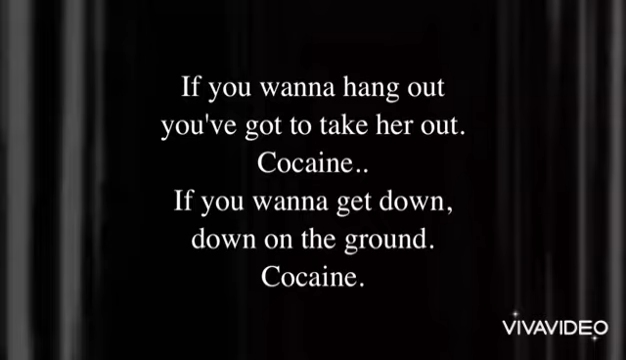 If you wanna hang out
you've got to take her out.
Cocaine..
If you wanna get down,
down on the ground.
Cocaine.
VIVAVIDEO